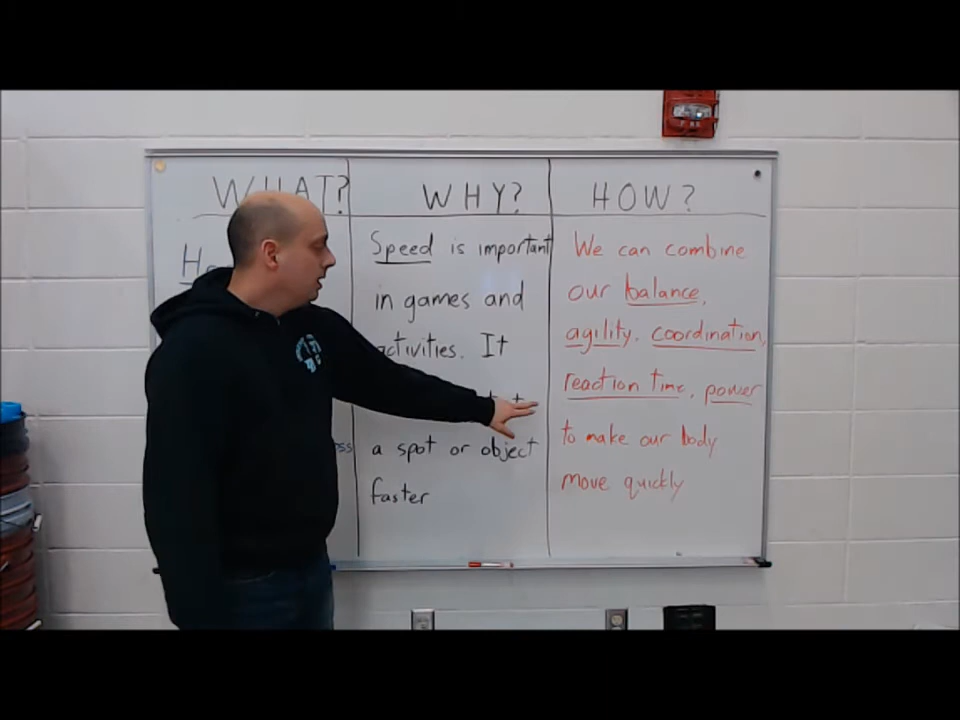 WHAT?
WHY?
HOW?
Speed is important
in games and
activities. It
a spot or object
faster
We can combine
our balance,
agility, coordination,
reaction time, power
to make our body
move quickly